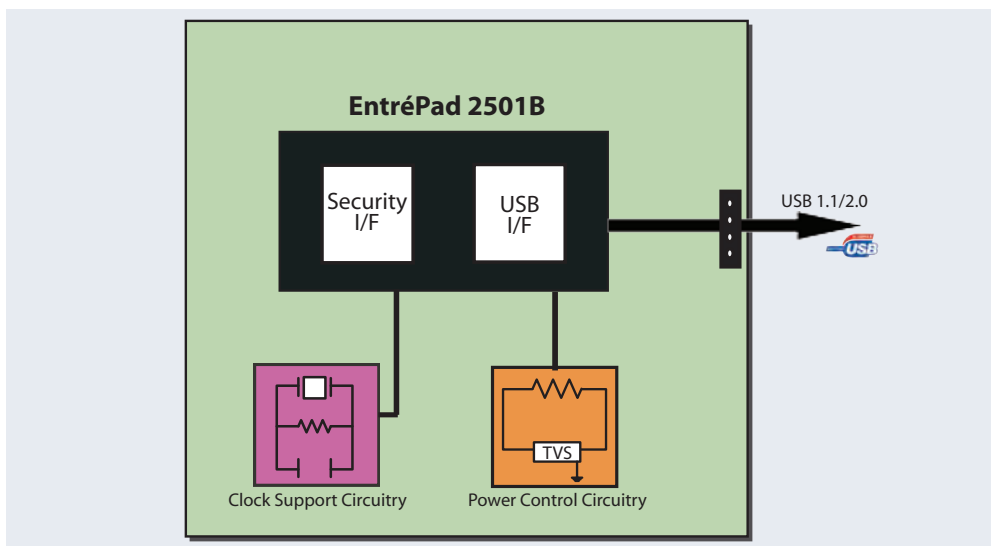 EntréPad 2501B
Security
I/F
USB
I/F
USB 1.1/2.0
USB
TVS
Clock Support Circuitry
Power Control Circuitry